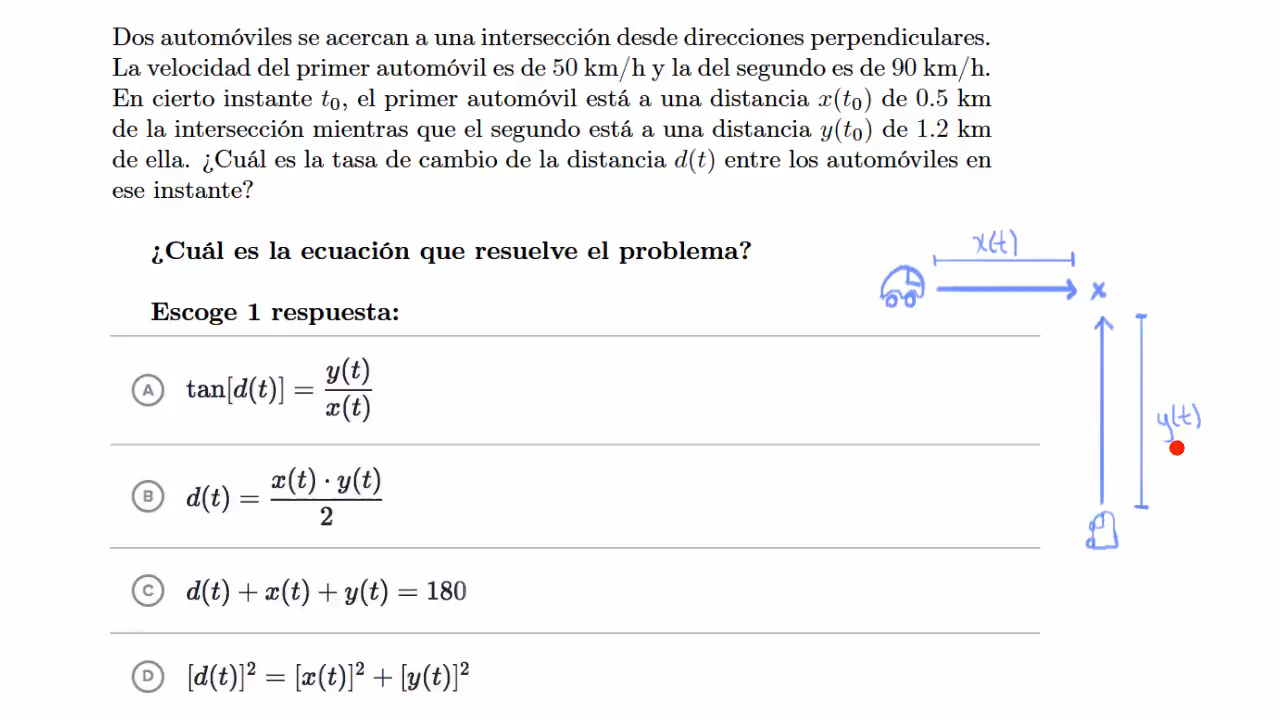 Dos automóviles se acercan a una intersección desde direcciones perpendiculares.
La velocidad del primer automóvil es de 50 km/h y la del segundo es de 90 km/h.
En cierto instante t₀, el primer automóvil está a una distancia x(t₀) de 0.5 km
de la intersección mientras que el segundo está a una distancia y(t₀) de 1.2 km
de ella. ¿Cuál es la tasa de cambio de la distancia d(t) entre los automóviles en
ese instante?
¿Cuál es la ecuación que resuelve el problema?
Escoge 1 respuesta:
A tan[d(t)] = y(t)/x(t)
B d(t) = x(t) · y(t)/2
C d(t) + x(t) + y(t) = 180
D [d(t)]² = [x(t)]² + [y(t)]²
x(t)
x
y(t)